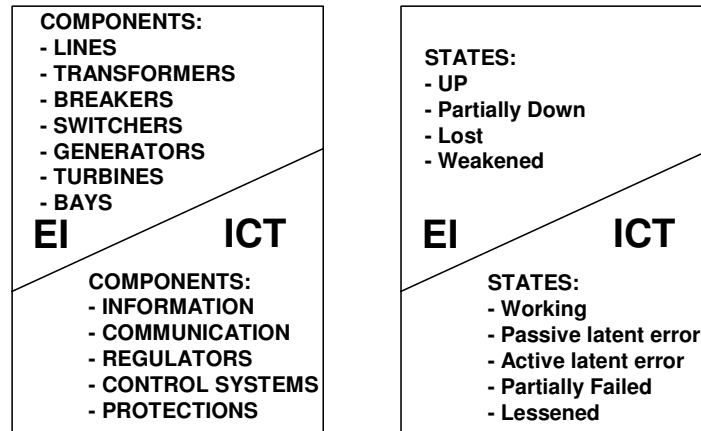 COMPONENTS:
- LINES
- TRANSFORMERS
- BREAKERS
- SWITCHERS
- GENERATORS
- TURBINES
- BAYS
EI
ICT
COMPONENTS:
- INFORMATION
- COMMUNICATION
- REGULATORS
- CONTROL SYSTEMS
- PROTECTIONS
STATES:
- UP
- Partially Down
- Lost
- Weakened
EI
ICT
STATES:
- Working
- Passive latent error
- Active latent error
- Partially Failed
- Lessened